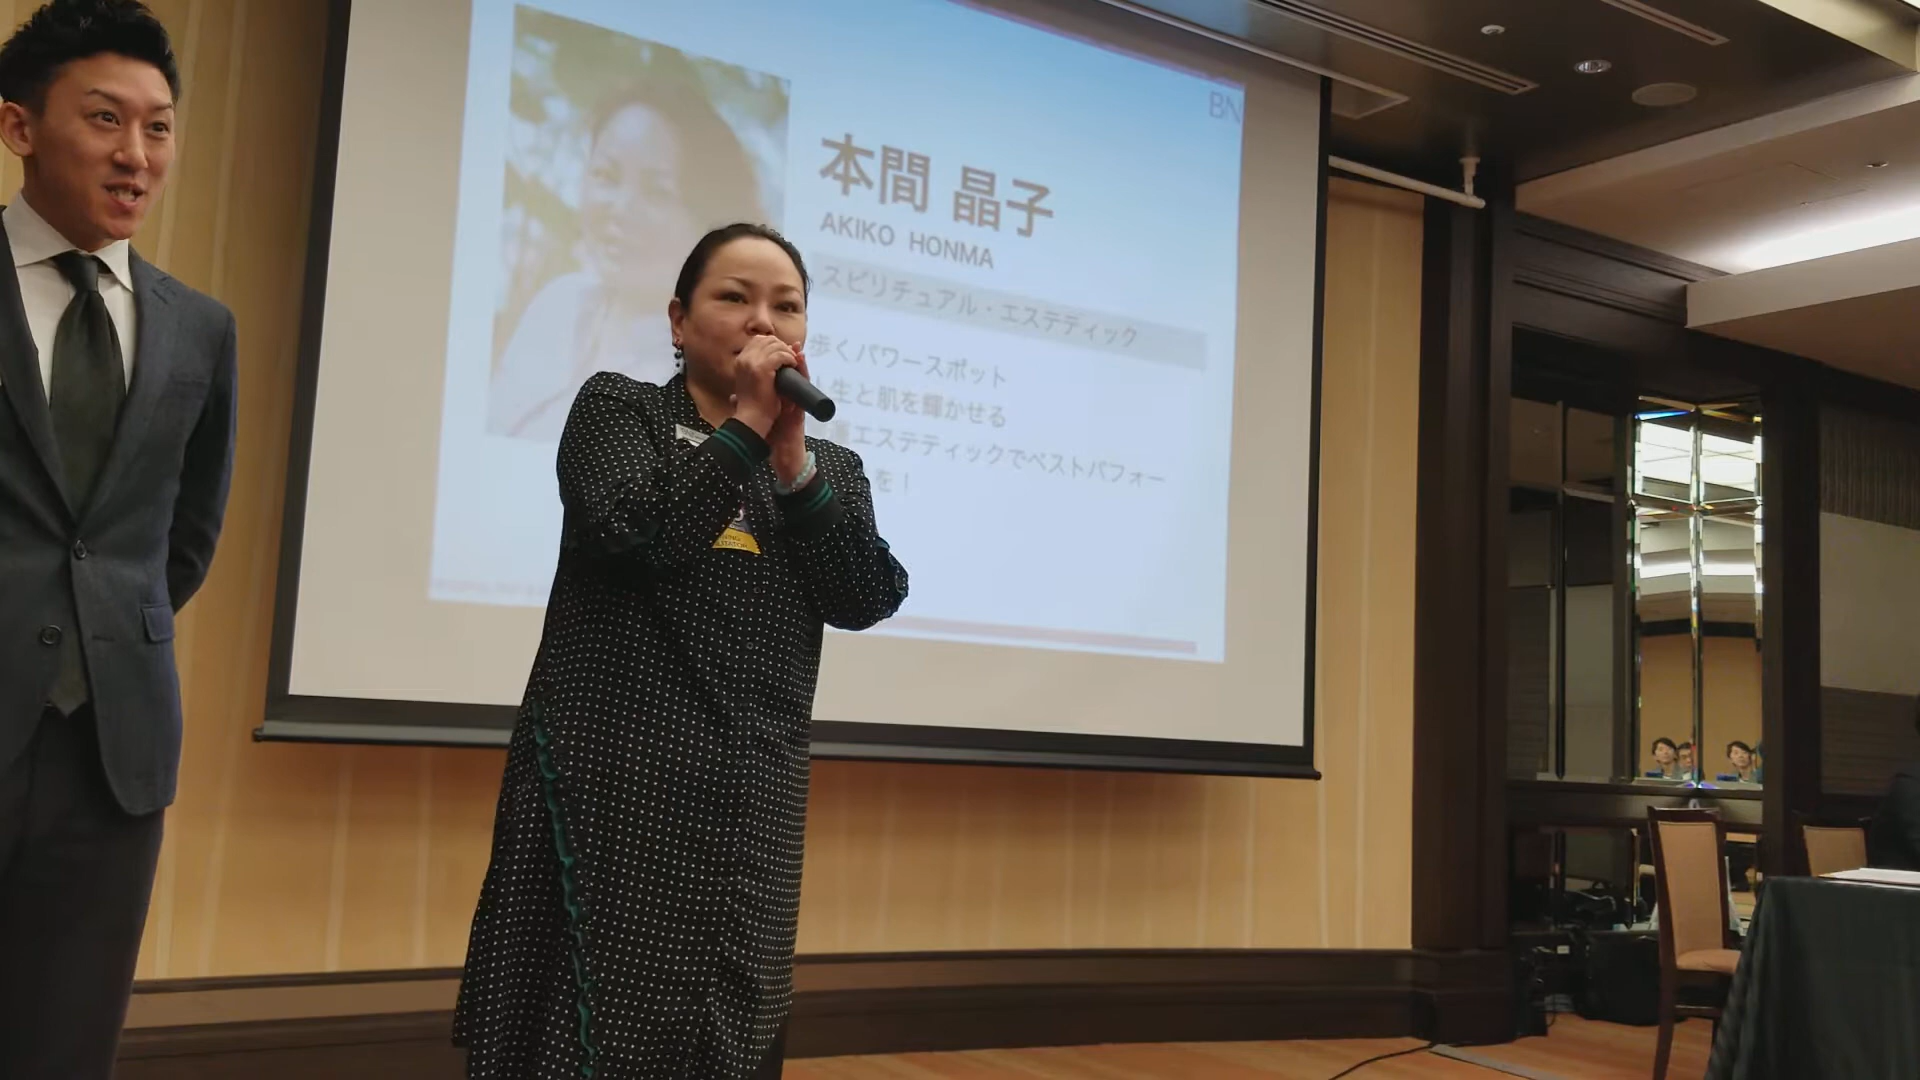 BN
本間 晶子
AKIKO HONMA
スピリチュアル・エステティック
歩くパワースポット
生と肌を輝かせる
エステティックでベストパフォー
を！